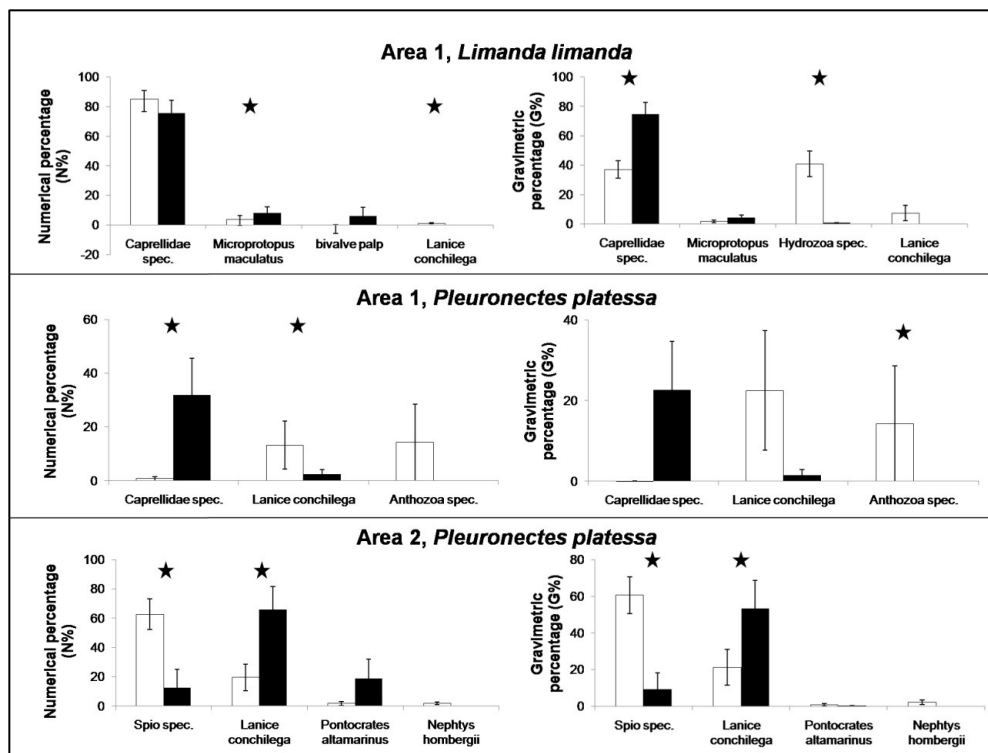 Area 1, Limanda limanda
Numerical percentage
(N%)
100
80
60
40
20
0
-20
Caprellidae
spec.
Microprotopus
maculatus
bivalve palp
Lanice
conchilega
Gravimetric
percentage (G%)
100
80
60
40
20
0
Caprellidae
spec.
Microprotopus
maculatus
Hydrozoa spec.
Lanice
conchilega
Area 1, Pleuronectes platessa
Numerical percentage
(N%)
60
40
20
0
Caprellidae spec.
Lanice conchilega
Anthozoa spec.
Gravimetric
percentage (G%)
40
20
0
Caprellidae spec.
Lanice conchilega
Anthozoa spec.
Area 2, Pleuronectes platessa
Numerical percentage
(N%)
100
80
60
40
20
0
Spio spec.
Lanice
conchilega
Pontocrates
altamarinus
Nephtys
hombergii
Gravimetric
percentage (G%)
80
60
40
20
0
Spio spec.
Lanice
conchilega
Pontocrates
altamarinus
Nephtys
hombergii